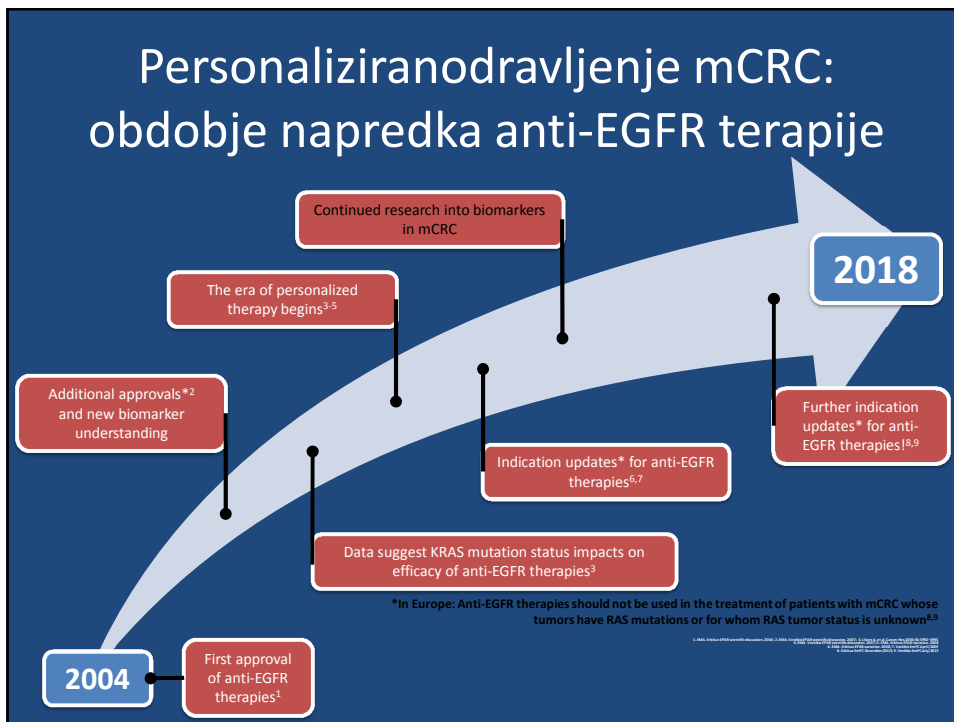 Personaliziranodravljenje mCRC:
obdobje napredka anti-EGFR terapije
Continued research into biomarkers
in mCRC
2018
The era of personalized
therapy begins3-5
Additional approvals*2
and new biomarker
understanding
Further indication
updates* for anti-
EGFR therapies!8,9
Indication updates* for anti-EGFR
therapies6,7
Data suggest KRAS mutation status impacts on
efficacy of anti-EGFR therapies3
*In Europe: Anti-EGFR therapies should not be used in the treatment of patients with mCRC whose
tumors have RAS mutations or for whom RAS tumor status is unknown8,9
First approval
of anti-EGFR
therapies1
2004